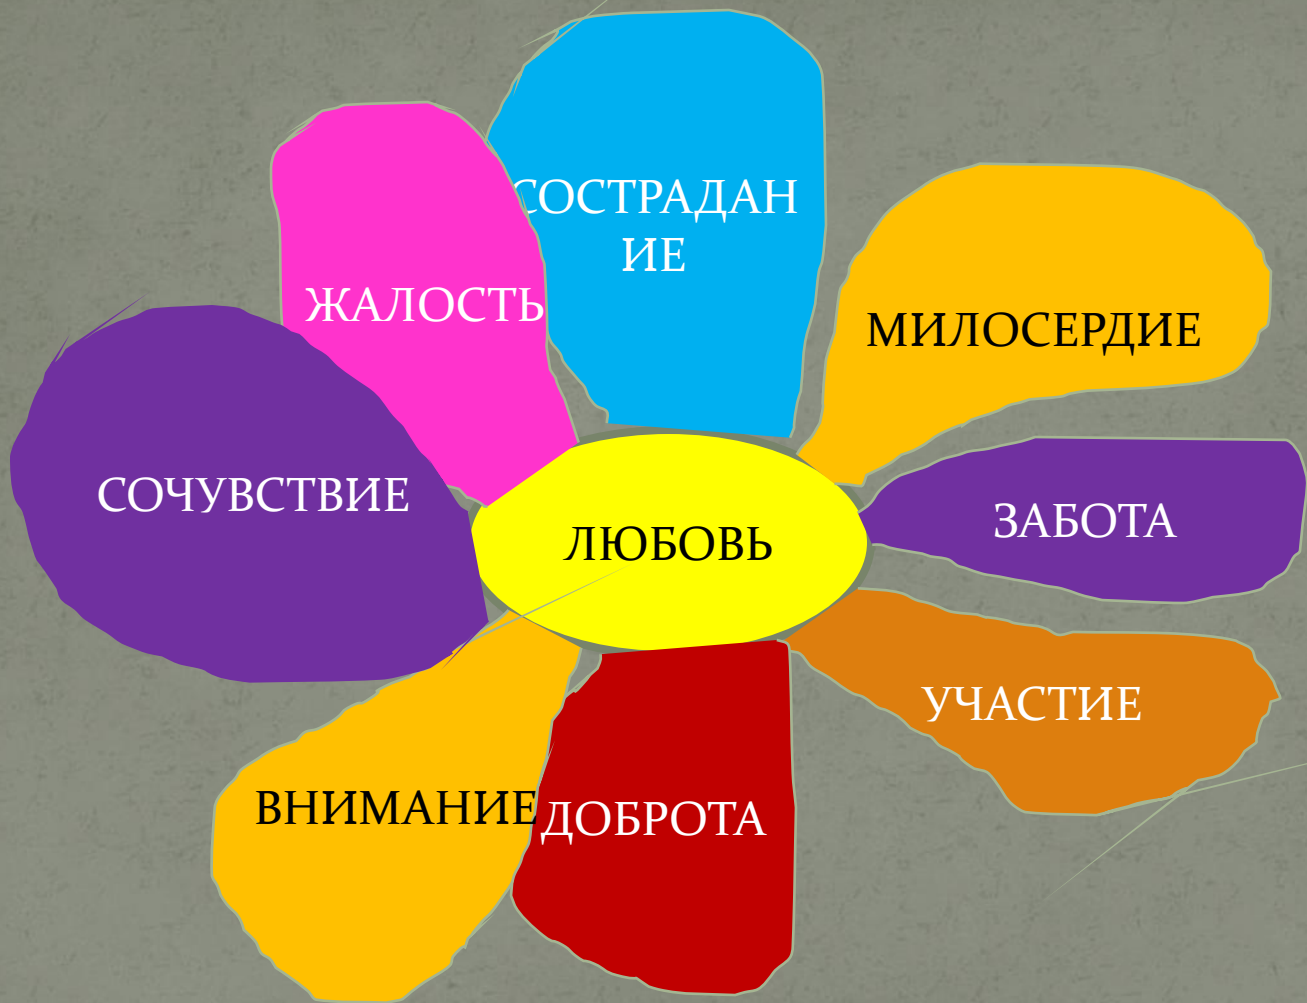 СОСТРАДАН
ИЕ
ЖАЛОСТЬ
МИЛОСЕРДИЕ
СОЧУВСТВИЕ
ЗАБОТА
ЛЮБОВЬ
УЧАСТИЕ
ВНИМАНИЕ
ДОБРОТА